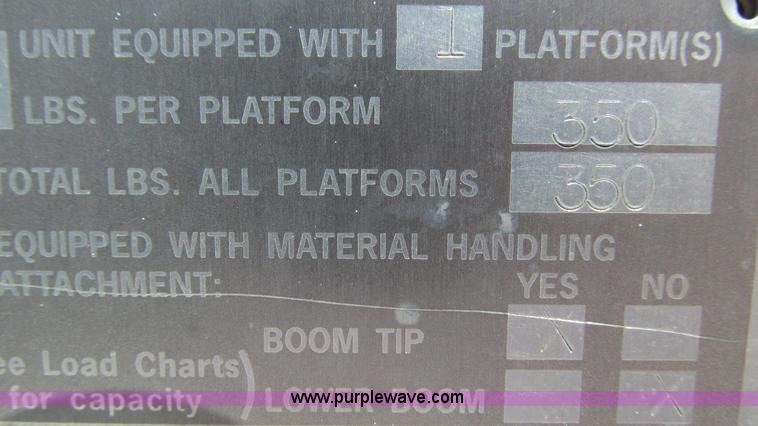 UNIT EQUIPPED WITH 1 PLATFORM(S)
LBS. PER PLATFORM 350
TOTAL LBS. ALL PLATFORMS 350
EQUIPPED WITH MATERIAL HANDLING
ATTACHMENT: YES NO
BOOM TIP X
ee Load Charts
for capacity) LOWER BOOM X
www.purplewave.com